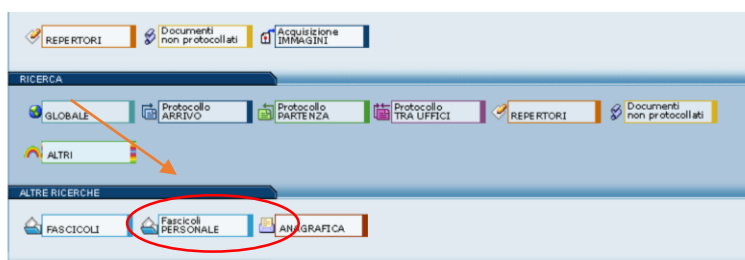 REPERTORI
Documenti
non protocollati
Acquisizione
IMMAGINI
RICERCA
GLOBALE
Protocollo
ARRIVO
Protocollo
PARTENZA
Protocollo
TRA UFFICI
REPERTORI
Documenti
non protocollati
ALTRI
ALTRE RICERCHE
FASCICOLI
Fascicoli
PERSONALE
ANAGRAFICA